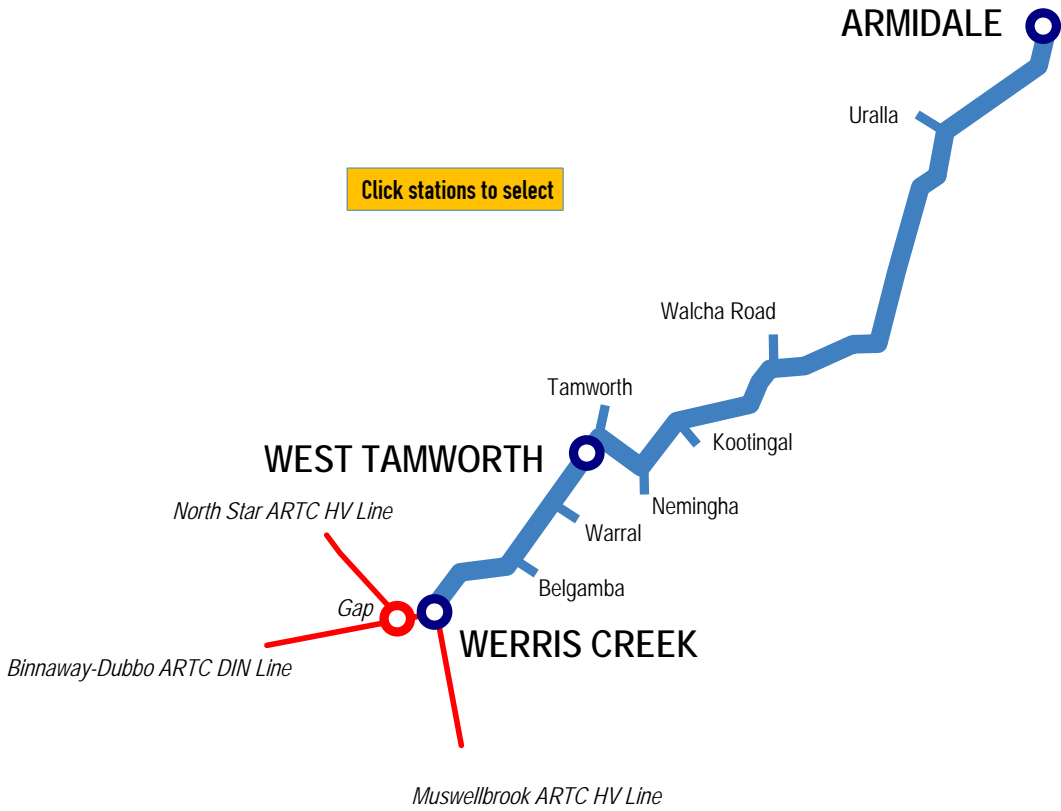 ARMIDALE
Uralla
Click stations to select
Walcha Road
Tamworth
Kootingal
WEST TAMWORTH
Nemingha
North Star ARTC HV Line
Warral
Belgamba
Gap
WERRIS CREEK
Binnaway-Dubbo ARTC DIN Line
Muswellbrook ARTC HV Line